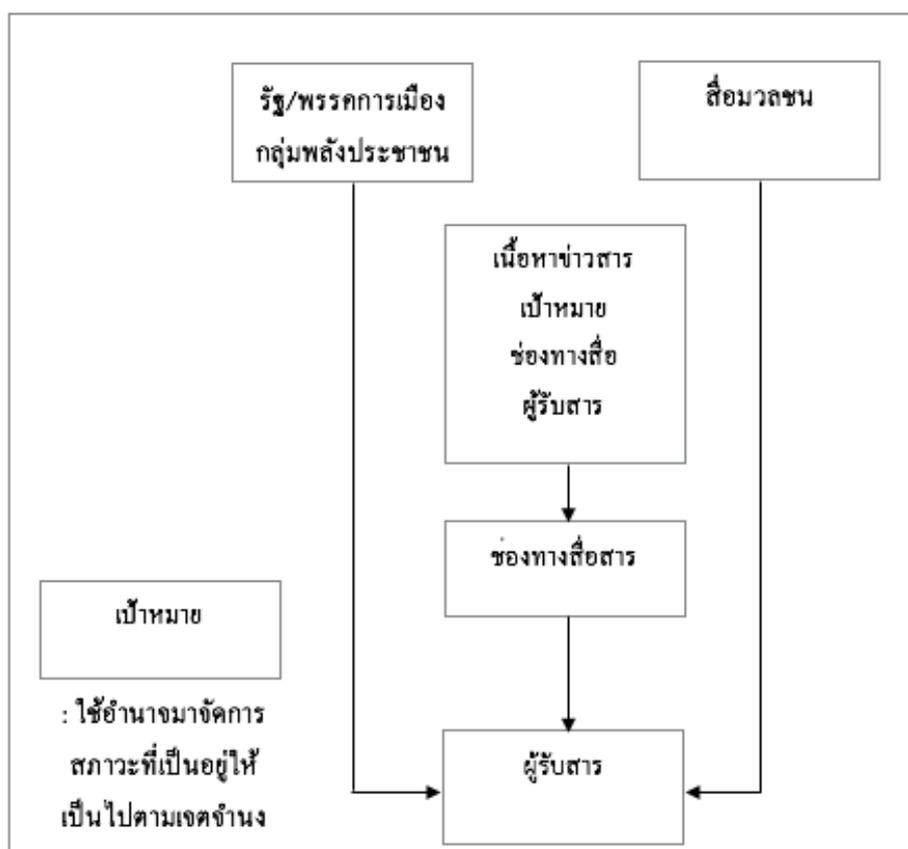 รัฐ/พรรคการเมือง
กลุ่มพลังประชาชน
สื่อมวลชน
เนื้อหาข่าวสาร
เป้าหมาย
ช่องทางสื่อ
ผู้รับสาร
ช่องทางสื่อสาร
เป้าหมาย
: ใช้อำนาจมาจัดการ
สภาวะที่เป็นอยู่ให้
เป็นไปตามเจตจำนง
ผู้รับสาร